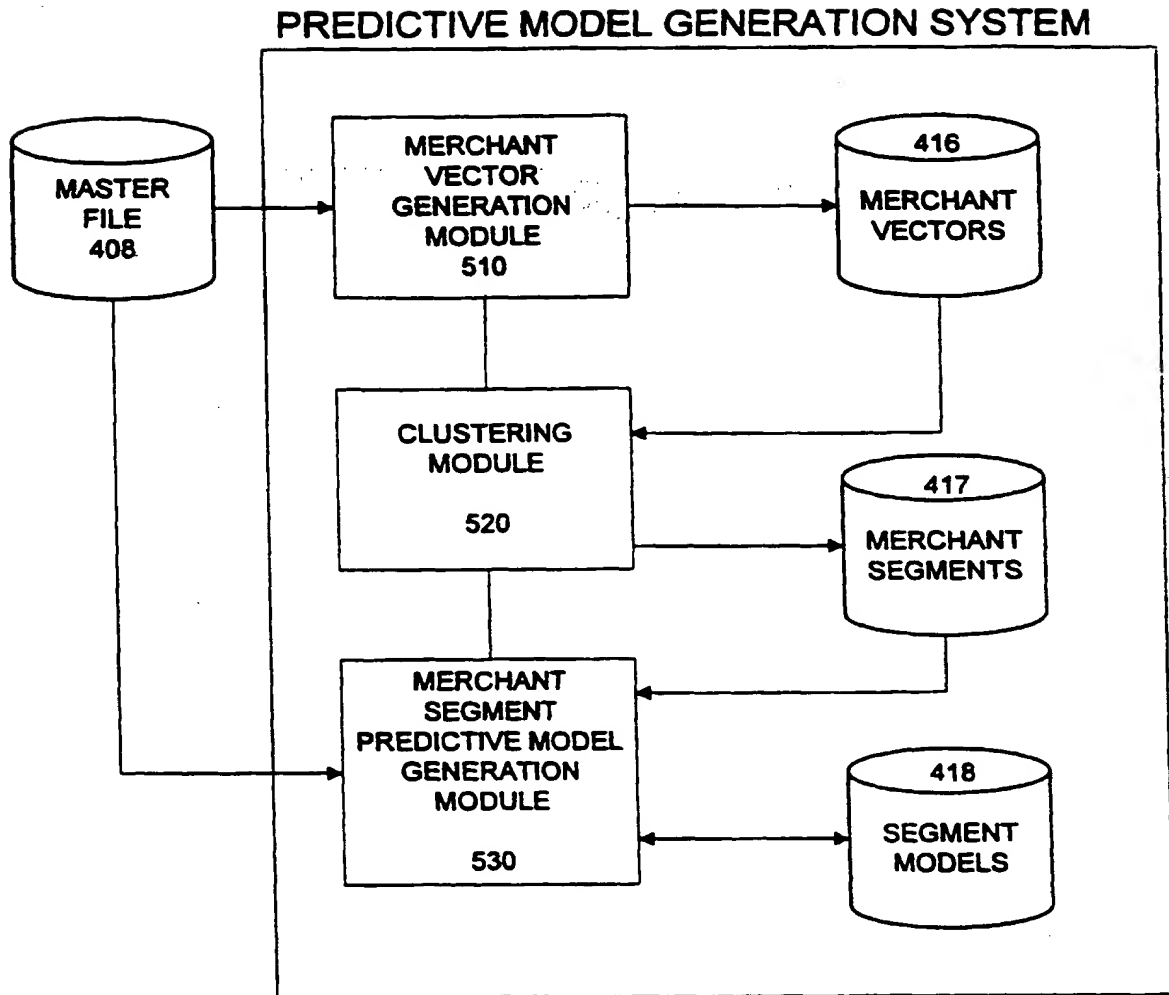 PREDICTIVE MODEL GENERATION SYSTEM
MASTER
FILE
408
MERCHANT
VECTOR
GENERATION
MODULE
510
416
MERCHANT
VECTORS
CLUSTERING
MODULE
520
417
MERCHANT
SEGMENTS
MERCHANT
SEGMENT
PREDICTIVE MODEL
GENERATION
MODULE
530
418
SEGMENT
MODELS